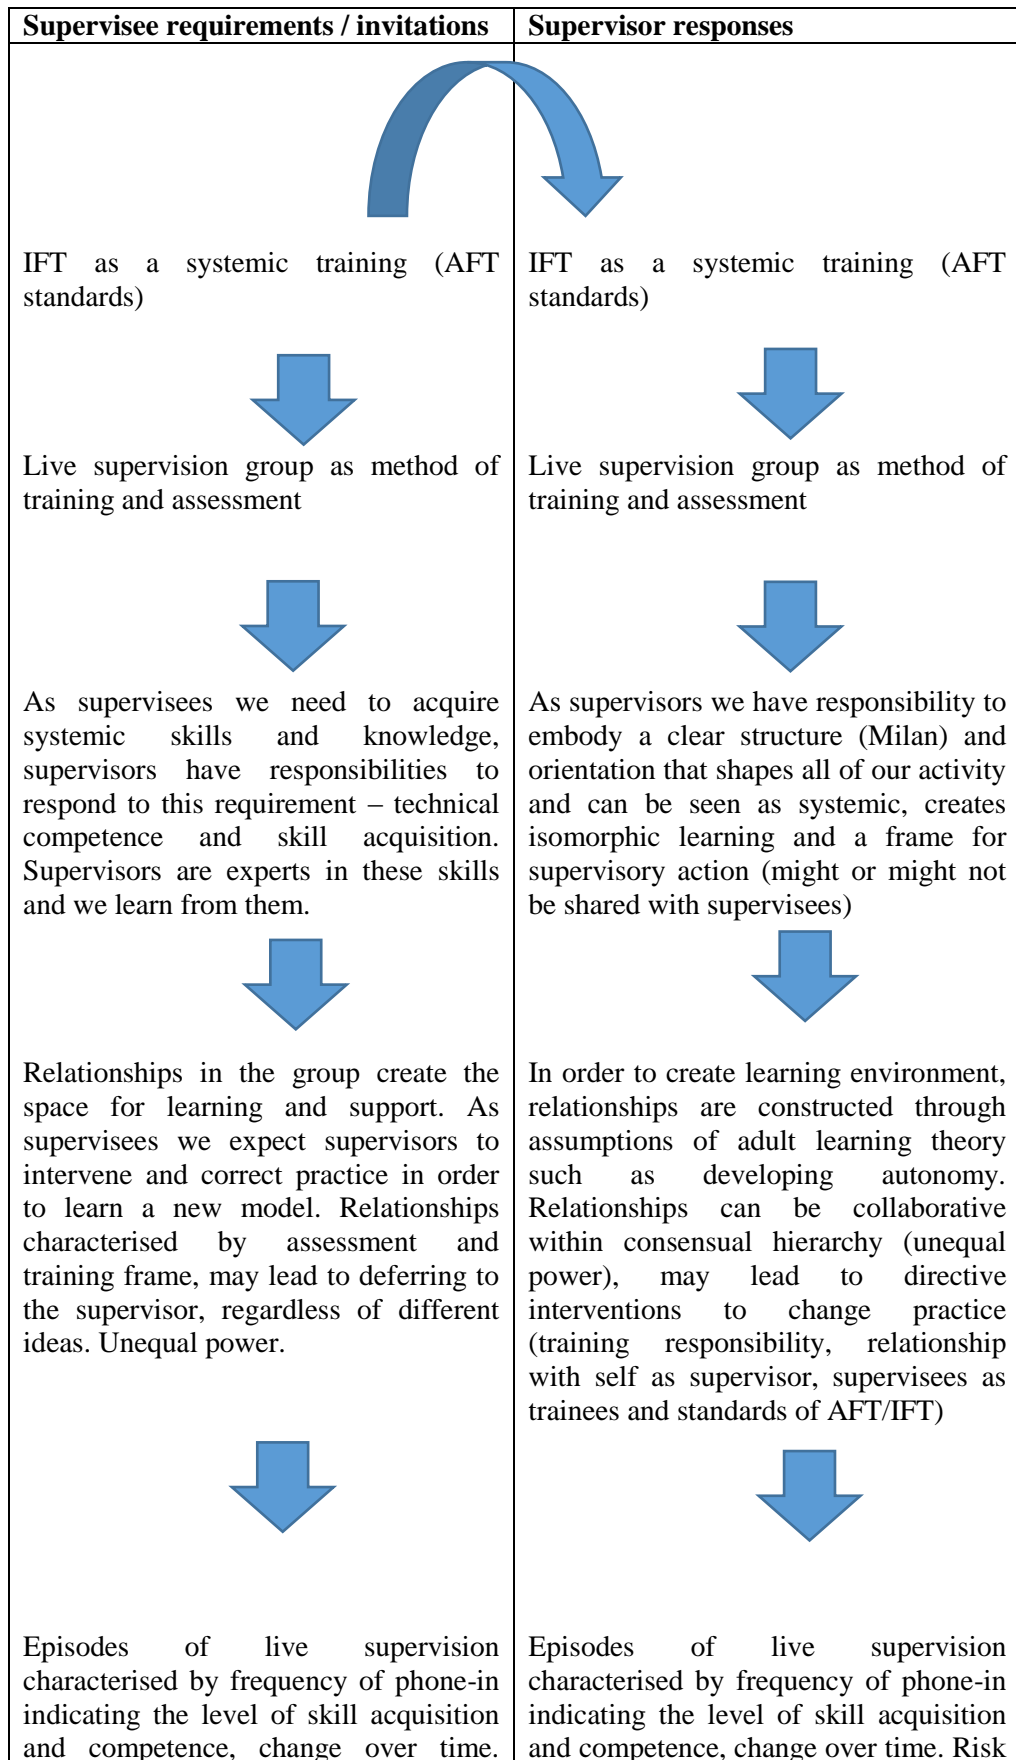 Supervisee requirements / invitations
Supervisor responses
IFT as a systemic training (AFT
standards)
IFT as a systemic training (AFT
standards)
Live supervision group as method of
training and assessment
Live supervision group as method of
training and assessment
As supervisees we need to acquire
systemic skills and knowledge,
supervisors have responsibilities to
respond to this requirement – technical
competence and skill acquisition.
Supervisors are experts in these skills
and we learn from them.
As supervisors we have responsibility to
embody a clear structure (Milan) and
orientation that shapes all of our activity
and can be seen as systemic, creates
isomorphic learning and a frame for
supervisory action (might or might not
be shared with supervisees)
Relationships in the group create the
space for learning and support. As
supervisees we expect supervisors to
intervene and correct practice in order
to learn a new model. Relationships
characterised by assessment and
training frame, may lead to deferring to
the supervisor, regardless of different
ideas. Unequal power.
In order to create learning environment,
relationships are constructed through
assumptions of adult learning theory
such as developing autonomy.
Relationships can be collaborative
within consensual hierarchy (unequal
power), may lead to directive
interventions to change practice
(training responsibility, relationship
with self as supervisor, supervisees as
trainees and standards of AFT/IFT)
Episodes of live supervision
characterised by frequency of phone-in
indicating the level of skill acquisition
and competence, change over time.
Episodes of live supervision
characterised by frequency of phone-in
indicating the level of skill acquisition
and competence, change over time. Risk